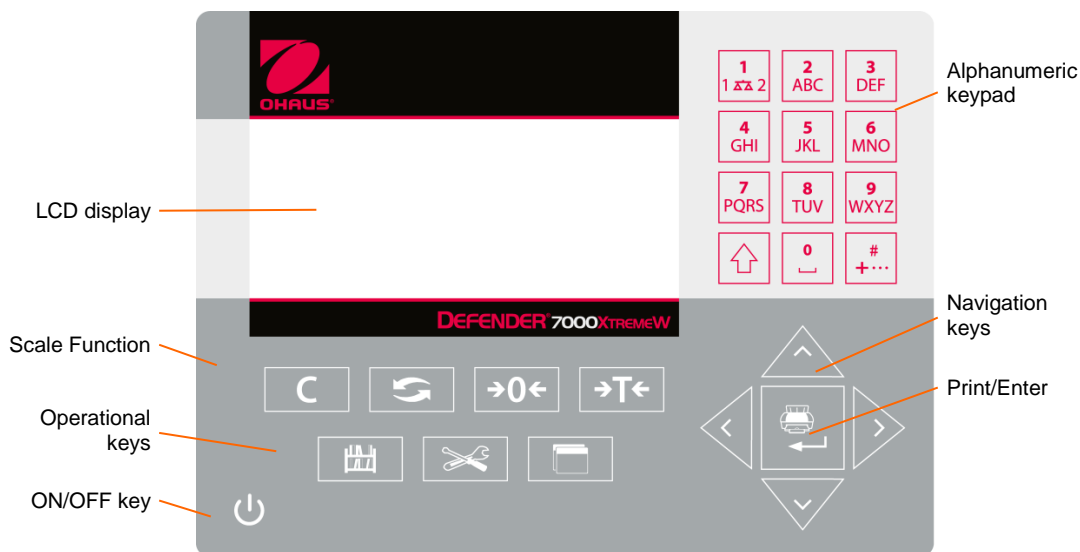 OHAUS
1
1 2
2
ABC
3
DEF
Alphanumeric
keypad
4
GHI
5
JKL
6
MNO
LCD display
7
PQRS
8
TUV
9
WXYZ
0
#
+···
DEFENDER® 7000XTREMEW
Navigation
keys
Scale Function
C
→0←
→T←
Print/Enter
Operational
keys
ON/OFF key